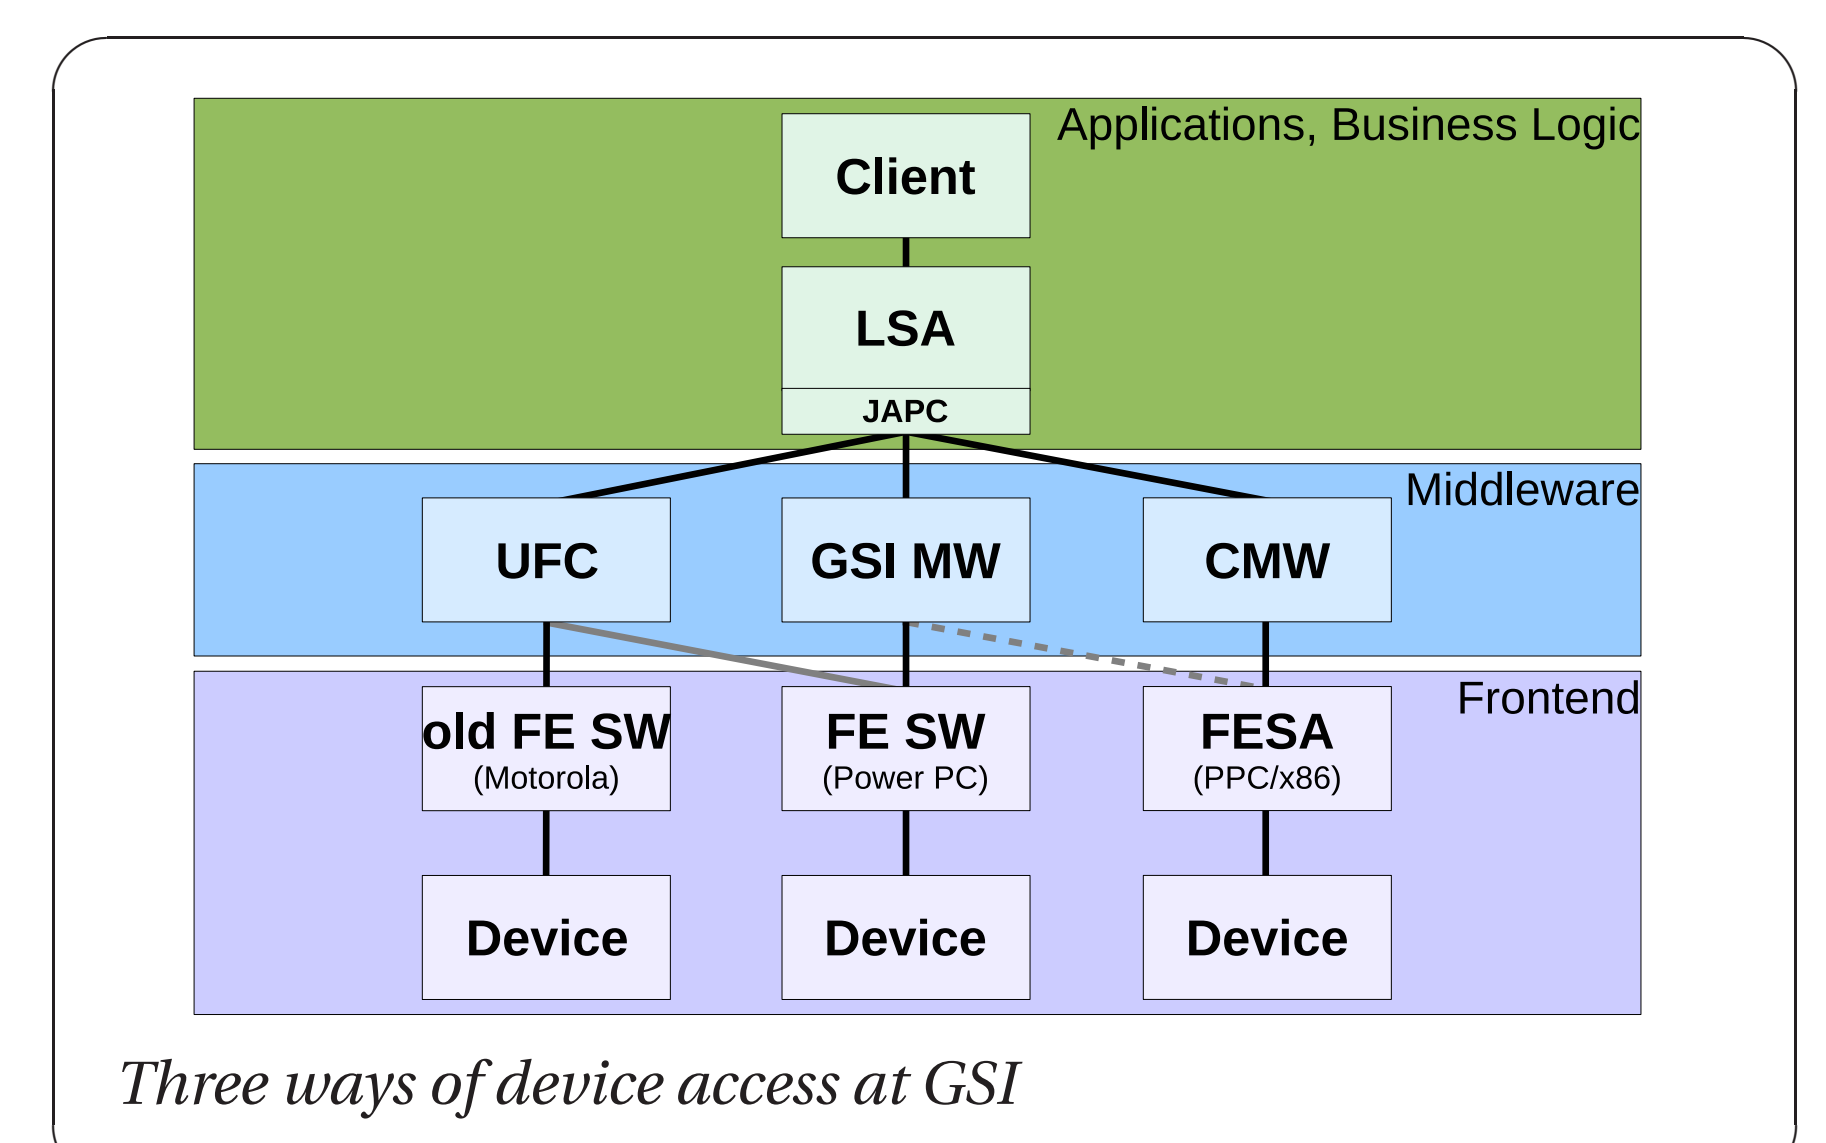 Applications, Business Logic
Client
LSA
JAPC
Middleware
UFC
GSI MW
CMW
Frontend
old FE SW
(Motorola)
FE SW
(Power PC)
FESA
(PPC/x86)
Device
Device
Device
Three ways of device access at GSI